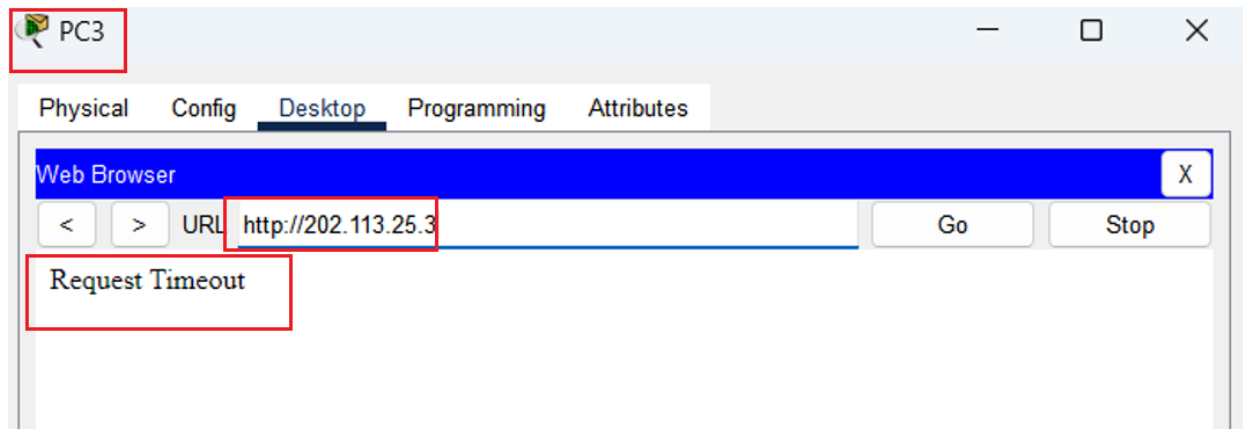 PC3
Physical Config Desktop Programming Attributes
Web Browser X
< > URL http://202.113.25.3 Go Stop
Request Timeout